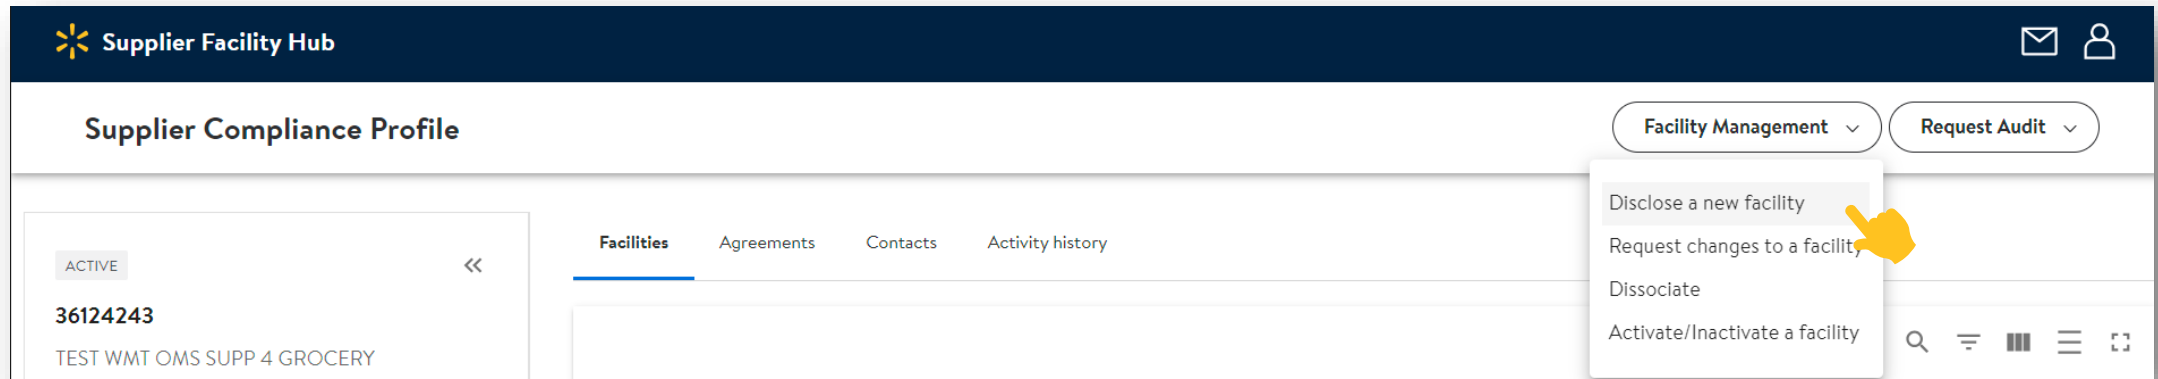 Supplier Facility Hub
Supplier Compliance Profile
Facility Management
Request Audit
Disclose a new facility
Request changes to a facility
Dissociate
Activate/Inactivate a facility
Facilities
Agreements
Contacts
Activity history
ACTIVE
36124243
TEST WMT OMS SUPP 4 GROCERY